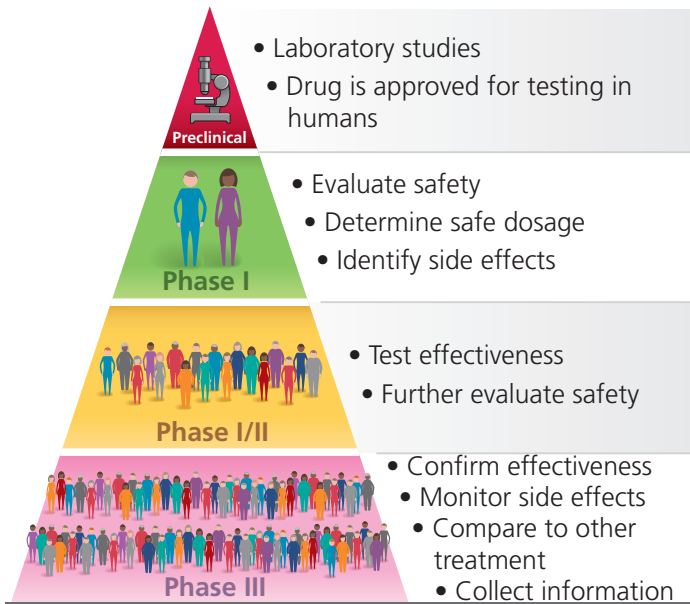 • Laboratory studies
• Drug is approved for testing in
humans
Preclinical
• Evaluate safety
• Determine safe dosage
• Identify side effects
Phase I
• Test effectiveness
• Further evaluate safety
Phase I/II
• Confirm effectiveness
• Monitor side effects
• Compare to other
treatment
• Collect information
Phase III